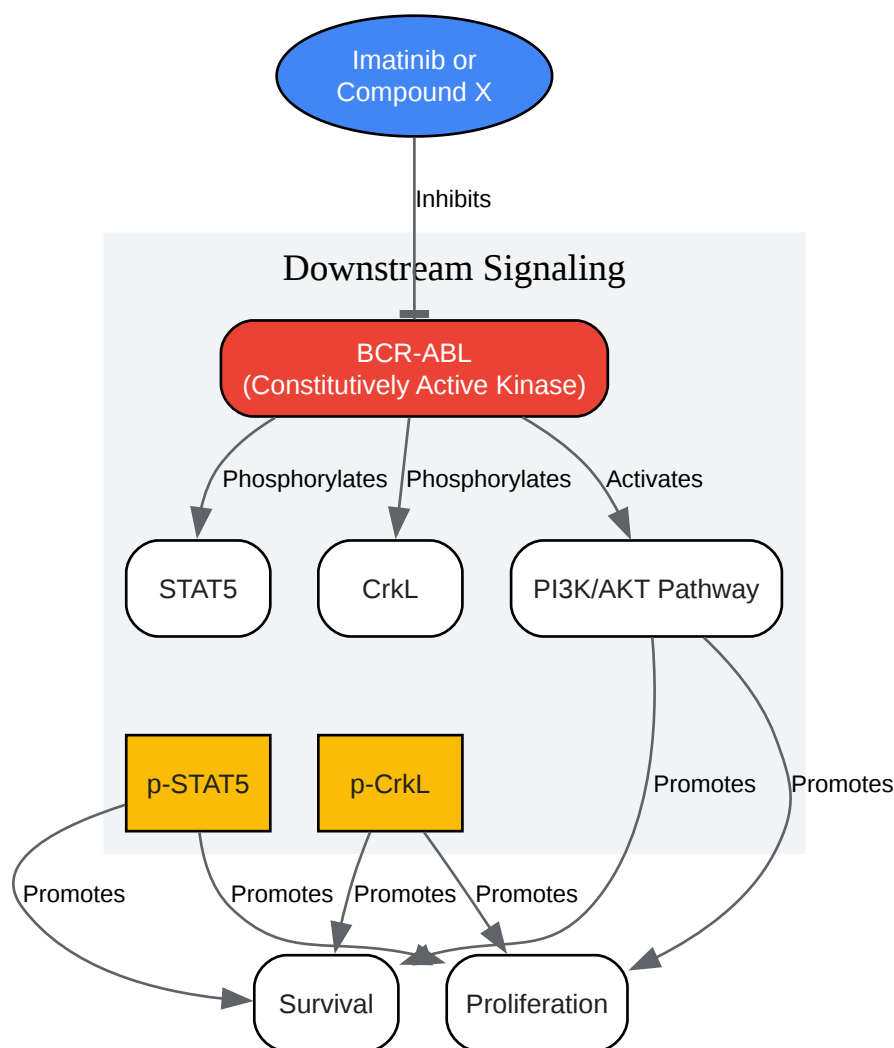 Imatinib or
Compound X
Inhibits
Downstream Signaling
BCR-ABL
(Constitutively Active Kinase)
Phosphorylates
Phosphorylates
Activates
STAT5
CrkL
PI3K/AKT Pathway
p-STAT5
p-CrkL
Promotes
Promotes
Promotes
Promotes
Promotes
Promotes
Survival
Proliferation